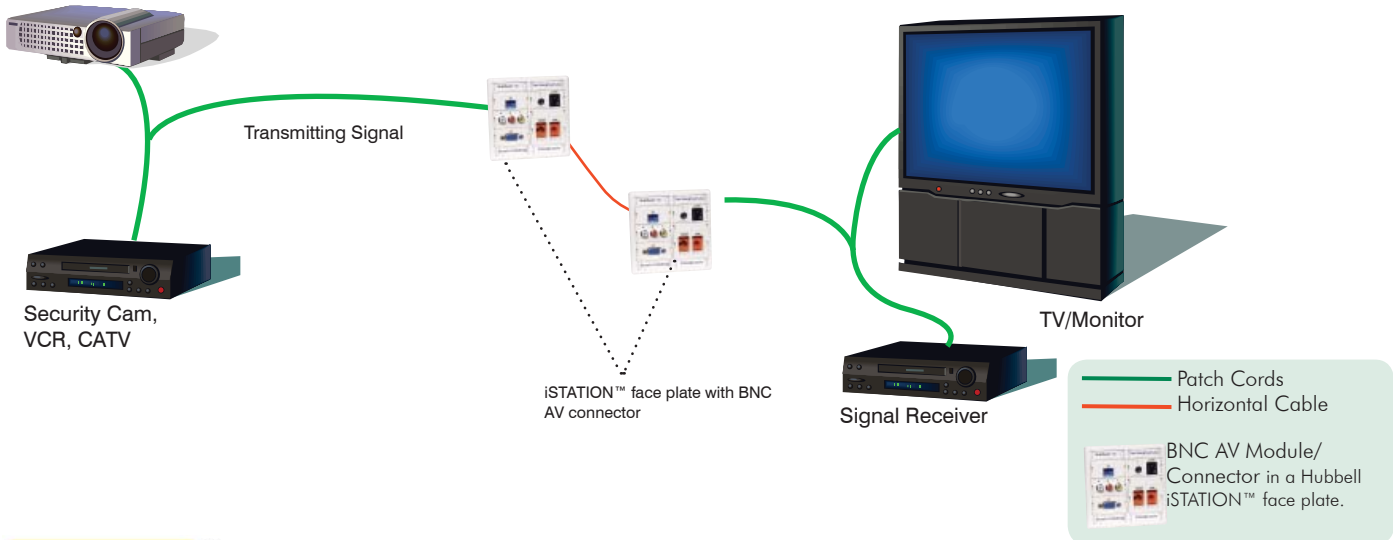 Transmitting Signal
Security Cam,
VCR, CATV
iSTATION™ face plate with BNC
AV connector
TV/Monitor
Signal Receiver
Patch Cords
Horizontal Cable
BNC AV Module/
Connector in a Hubbell
iSTATION™ face plate.